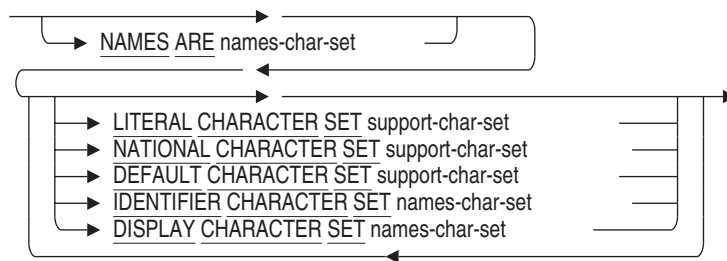 NAMES ARE names-char-set
LITERAL CHARACTER SET support-char-set
NATIONAL CHARACTER SET support-char-set
DEFAULT CHARACTER SET support-char-set
IDENTIFIER CHARACTER SET names-char-set
DISPLAY CHARACTER SET names-char-set